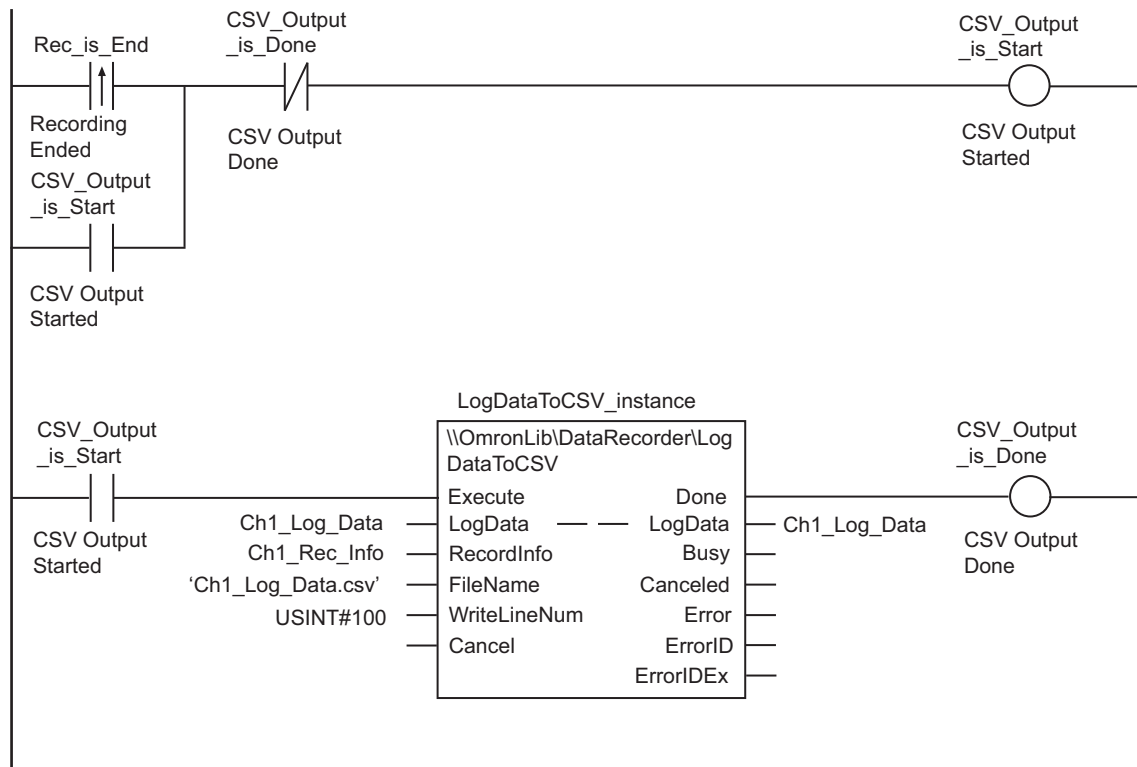 CSV_Output
_is_Done
CSV_Output
_is_Start
Rec_is_End
Recording
Ended
CSV Output
Done
CSV Output
Started
CSV_Output
_is_Start
CSV Output
Started
LogDataToCSV_instance
CSV_Output
_is_Start
\\OmronLib\DataRecorder\Log
DataToCSV
CSV_Output
_is_Done
Execute Done
Ch1_Log_Data LogData LogData Ch1_Log_Data
CSV Output
Started
Ch1_Rec_Info RecordInfo Busy
CSV Output
Done
‘Ch1_Log_Data.csv’ FileName Canceled
USINT#100 WriteLineNum Error
Cancel ErrorID
ErrorIDEx